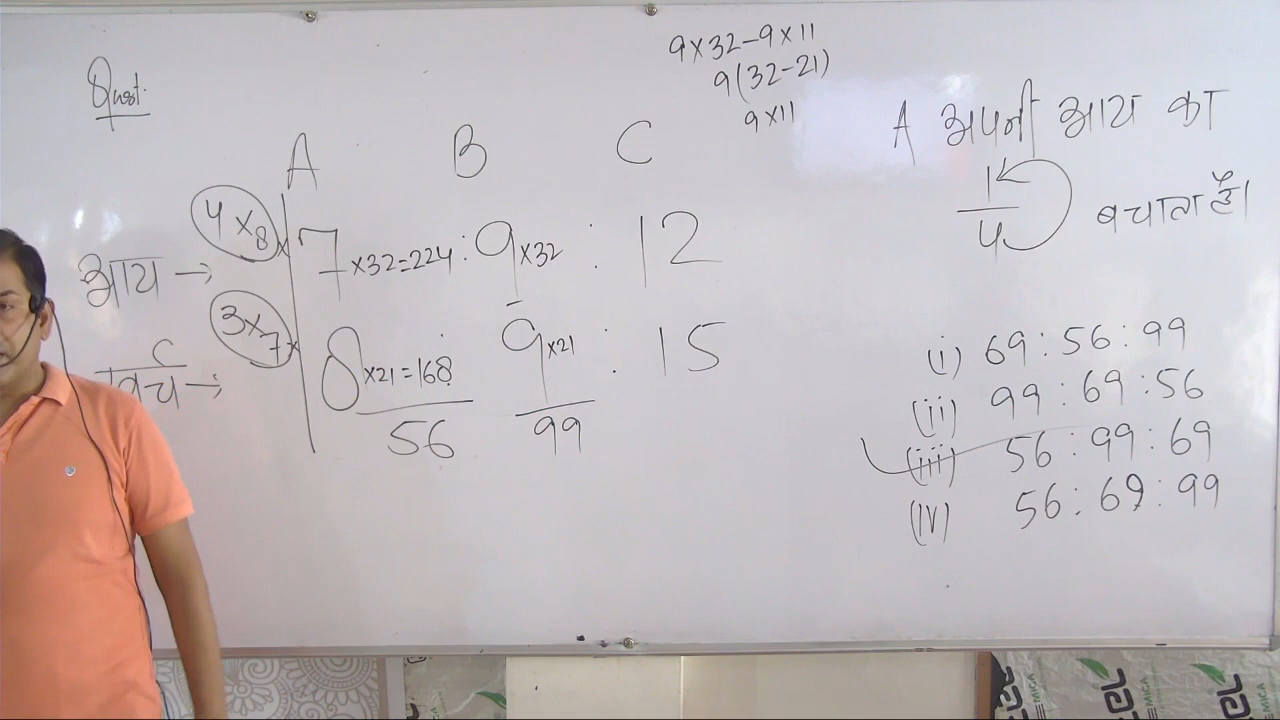 Quest.
9×32-9×11
9(32-21)
9×11
A B C
आय → 4×8× 7×32=224 : 9×32 : 12
खर्च → 3×7× 8×21=168 9×21 : 15
56 99
A अपनी आय का
1/4 बचाता है।
(i) 69:56:99
(ii) 99:69:56
(iii) 56:99:69
(iv) 56:69:99